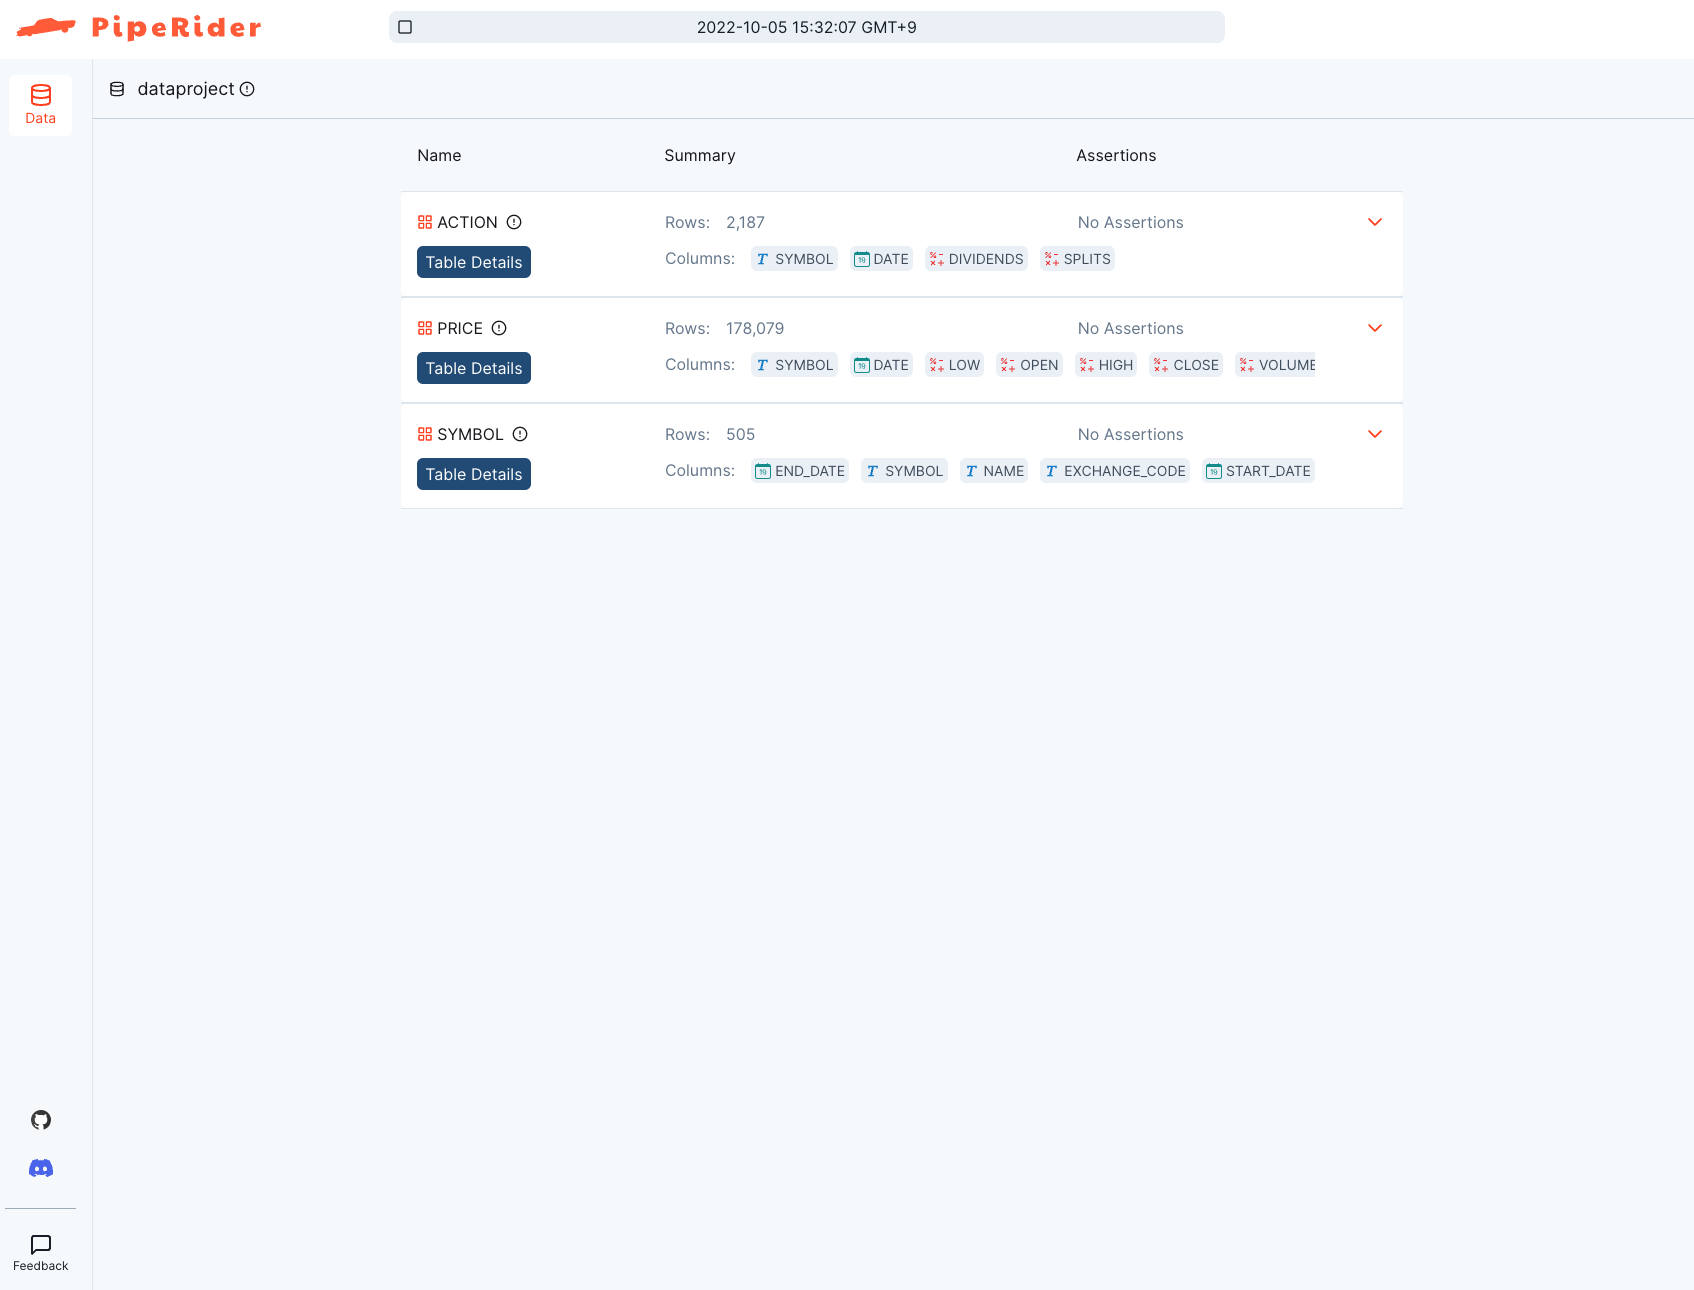 PipeRider
2022-10-05 15:32:07 GMT+9
Data
dataproject
Name Summary Assertions
ACTION Rows: 2,187 No Assertions
Table Details Columns: SYMBOL DATE DIVIDENDS SPLITS
PRICE Rows: 178,079 No Assertions
Table Details Columns: SYMBOL DATE LOW OPEN HIGH CLOSE VOLUME
SYMBOL Rows: 505 No Assertions
Table Details Columns: END_DATE SYMBOL NAME EXCHANGE_CODE START_DATE
Feedback